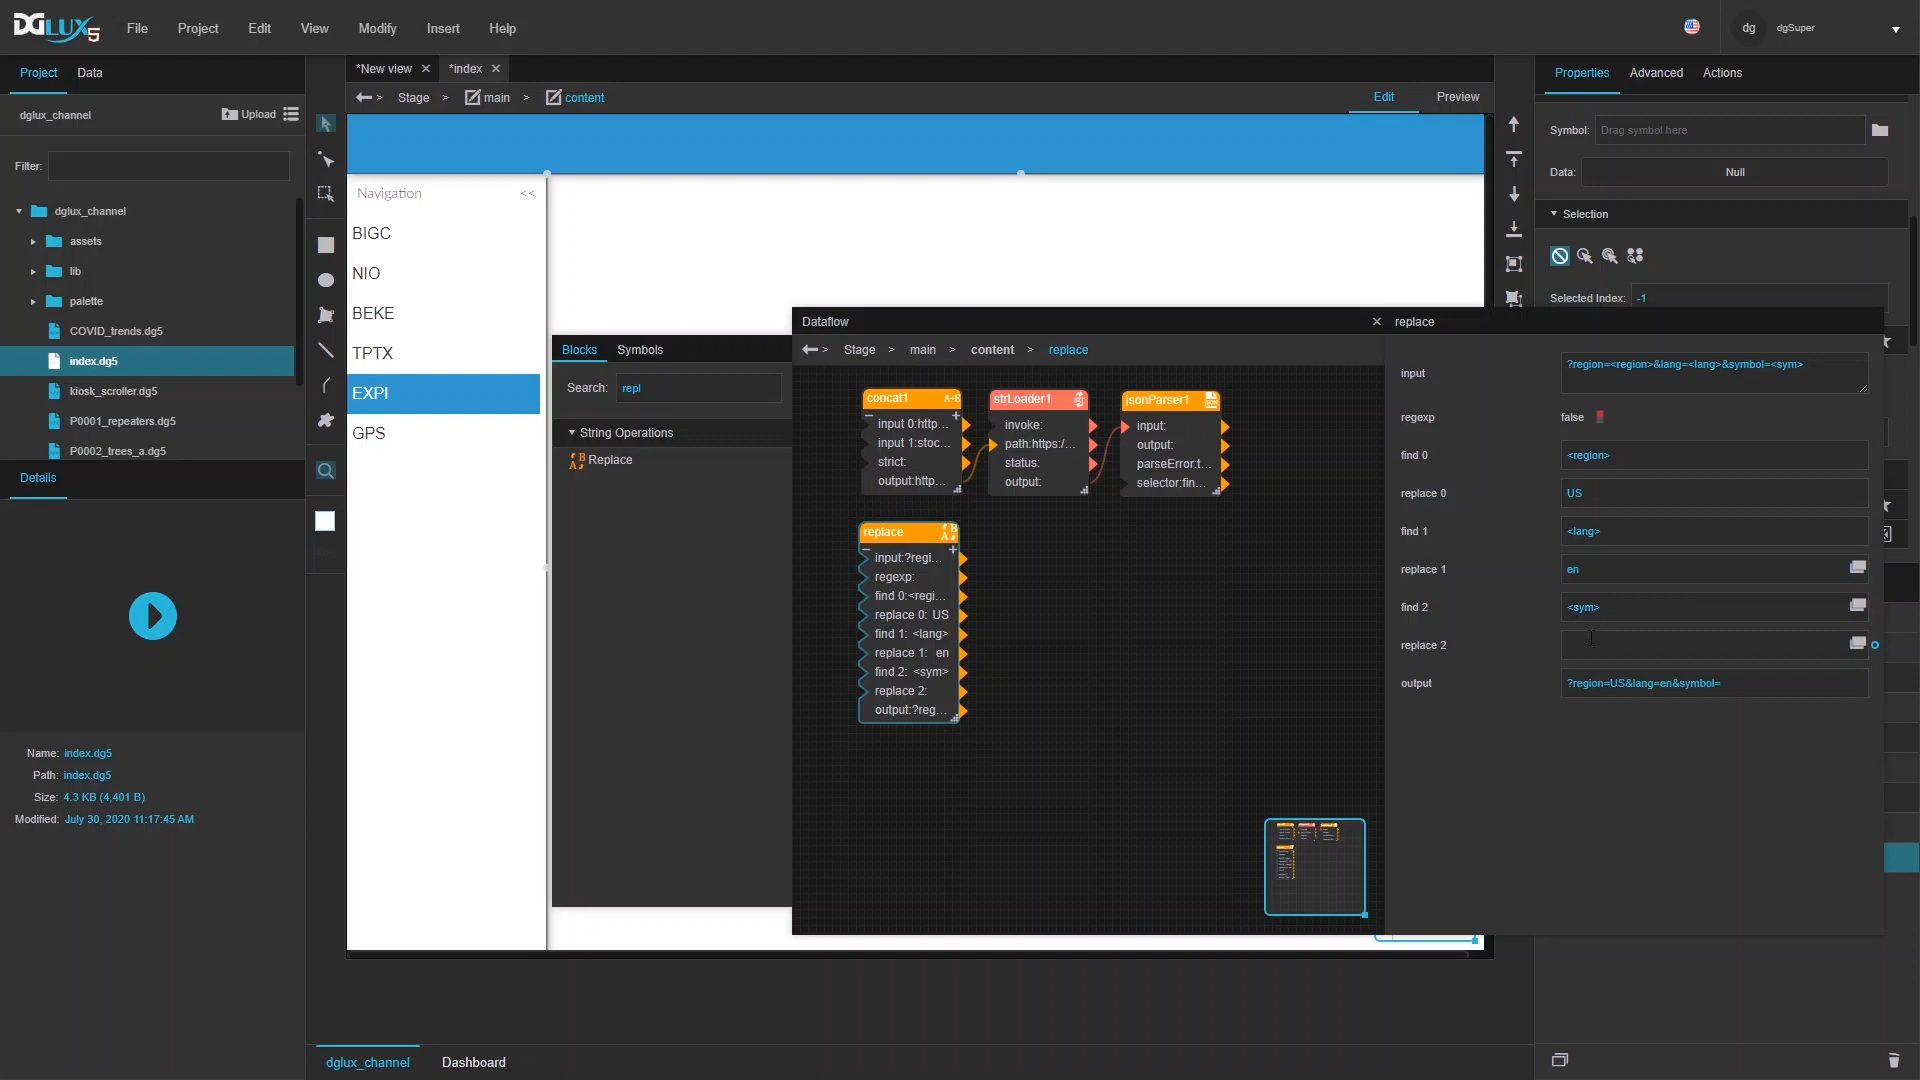 DGLUX5
File Project Edit View Modify Insert Help
dg dgSuper
Project Data
dglux_channel
Upload
Filter:
dglux_channel
assets
lib
palette
COVID_trends.dg5
index.dg5
kiosk_scroller.dg5
P0001_repeaters.dg5
P0002_trees_a.dg5
Details
Name: index.dg5
Path: index.dg5
Size: 4.3 KB (4,401 B)
Modified: July 30, 2020 11:17:45 AM
*New view *index
Stage > main > content
Edit Preview
Navigation <<
BIGC
NIO
BEKE
TPTX
EXPI
GPS
Blocks Symbols
Search: repl
String Operations
Replace
Dataflow
Stage > main > content > replace
concat1 A+B
input 0:http...
input 1:stoc...
strict:
output:http...
strLoader1
invoke:
path:https:/...
status:
output:
jsonParser1
input:
output:
parseError:t...
selector:fin...
replace
input:?regi...
regexp:
find 0:<regi...
replace 0: US
find 1: <lang>
replace 1: en
find 2: <sym>
replace 2:
output:?reg...
replace
input ?region=<region>&lang=<lang>&symbol=<sym>
regexp false
find 0 <region>
replace 0 US
find 1 <lang>
replace 1 en
find 2 <sym>
replace 2
output ?region=US&lang=en&symbol=
Properties Advanced Actions
Symbol: Drag symbol here
Data: Null
Selection
Selected Index: -1
dglux_channel Dashboard